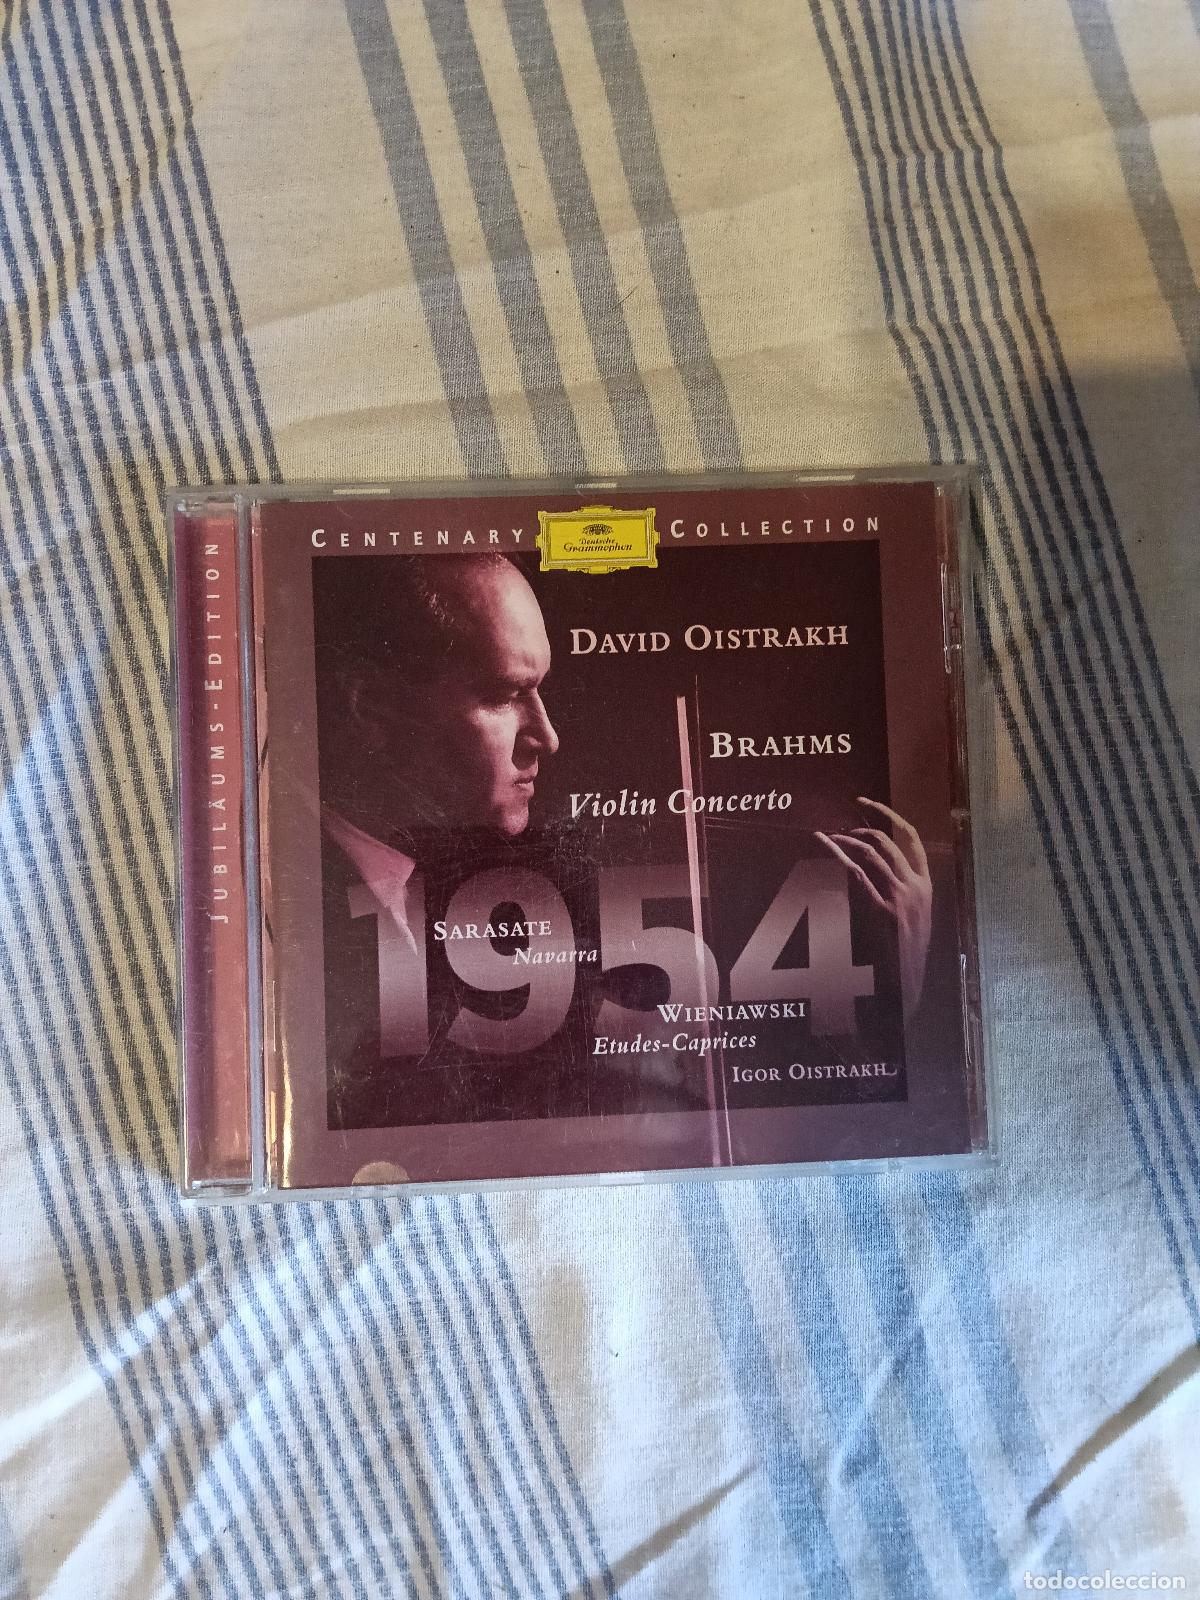 CENTENARY COLLECTION
Deutsche
Grammophon
JUBILÄUMS-EDITION
DAVID OISTRAKH
BRAHMS
Violin Concerto
1954
SARASATE
Navarra
WIENIAWSKI
Etudes-Caprices
IGOR OISTRAKH
todocoleccion